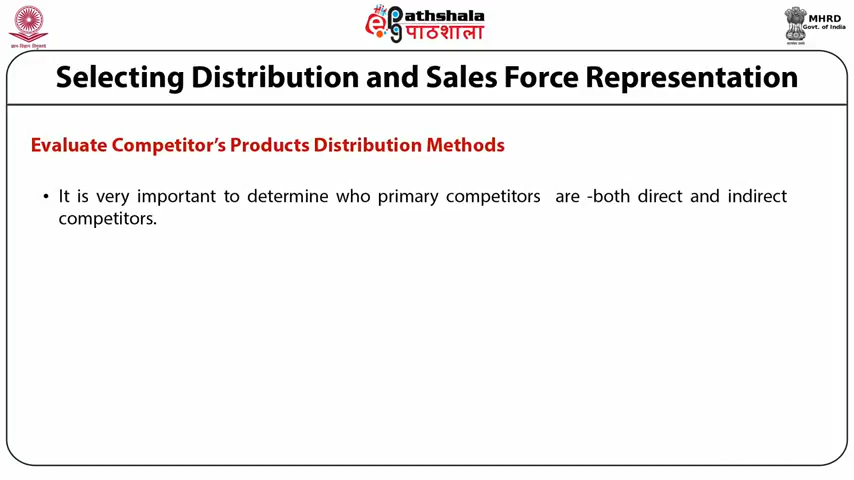 ePathshala
पाठशाला
MHRD
Govt. of India
Selecting Distribution and Sales Force Representation
Evaluate Competitor's Products Distribution Methods
• It is very important to determine who primary competitors are -both direct and indirect
competitors.